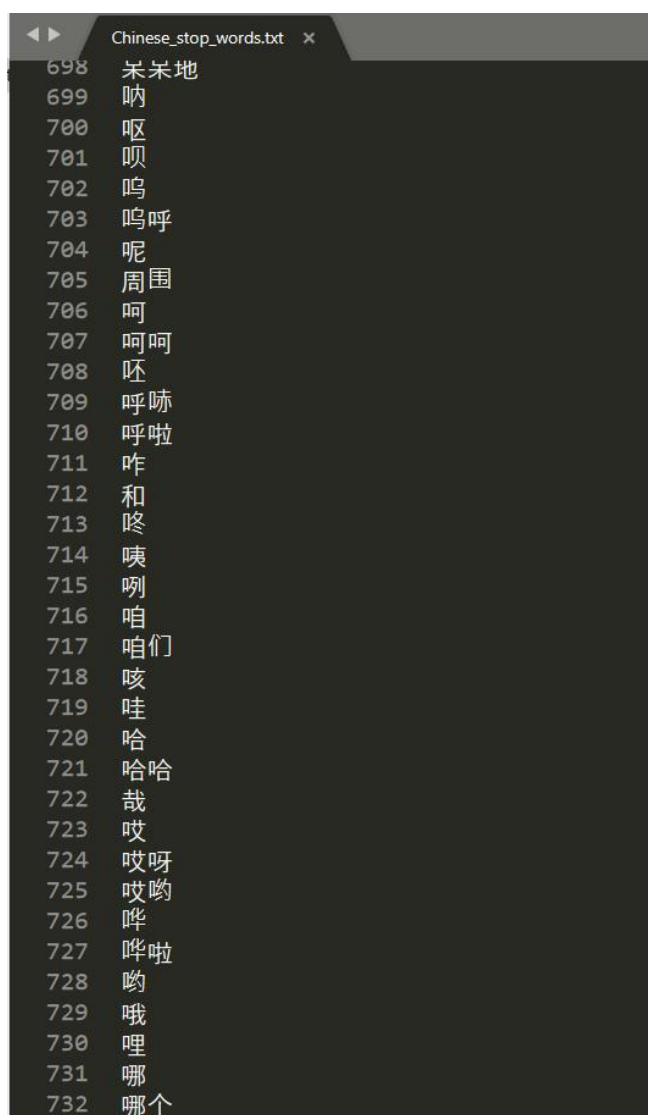 Chinese_stop_words.txt ×
698 呆呆地
699 呐
700 呕
701 呗
702 呜
703 呜呼
704 呢
705 周围
706 呵
707 呵呵
708 呸
709 呼哧
710 呼啦
711 咋
712 和
713 咚
714 咦
715 咧
716 咱
717 咱们
718 咳
719 哇
720 哈
721 哈哈
722 哉
723 哎
724 哎呀
725 哎哟
726 哗
727 哗啦
728 哟
729 哦
730 哩
731 哪
732 哪个